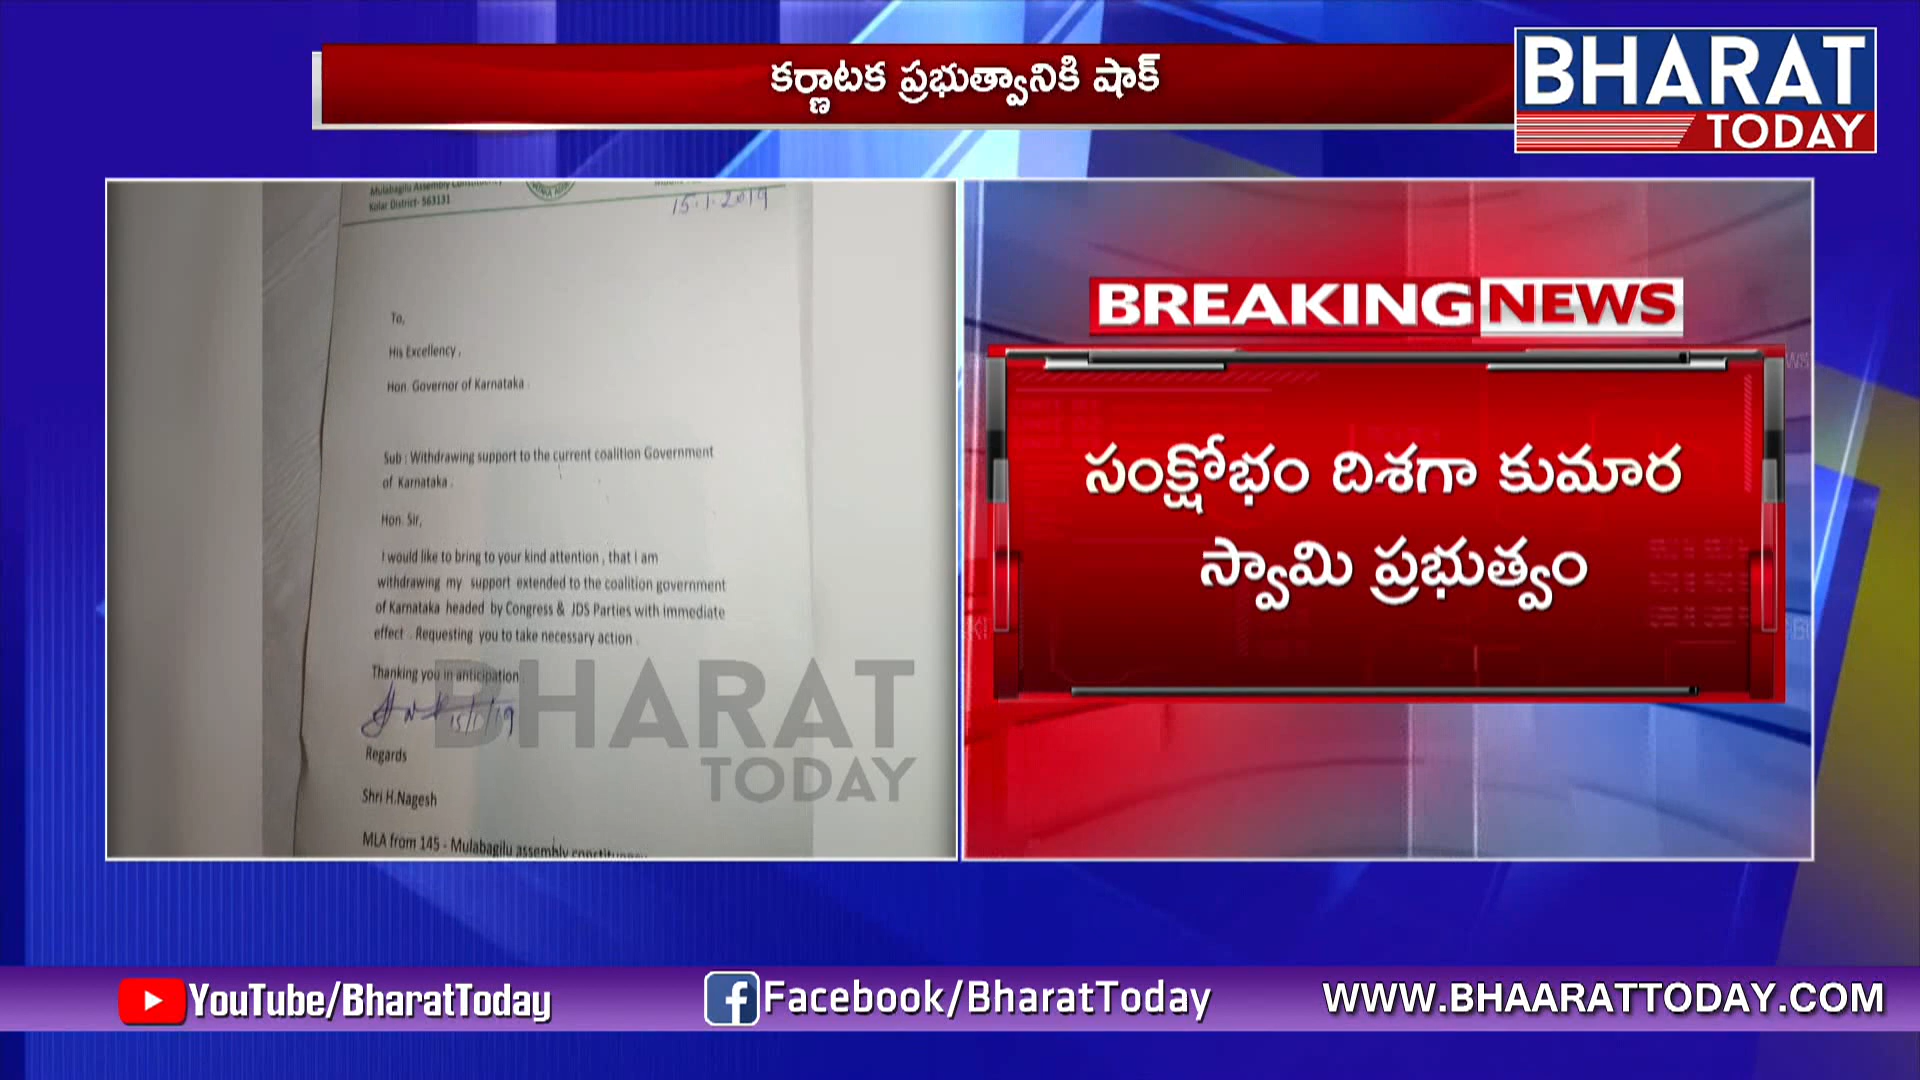 కర్ణాటక ప్రభుత్వానికి షాక్
BHARAT
TODAY
Mulabagilu Assembly Constituency
Kolar District- 563131
15.1.2019
To,
His Excellency ,
Hon. Governor of Karnataka .
Sub : Withdrawing support to the current coalition Government
of Karnataka .
Hon. Sir,
I would like to bring to your kind attention , that I am
withdrawing my support extended to the coalition government
of Karnataka headed by Congress & JDS Parties with immediate
effect . Requesting you to take necessary action .
Thanking you in anticipation
15/1/19
Regards
Shri H.Nagesh
MLA from 145 - Mulabagilu assembly constituency
BHARAT
TODAY
BREAKING NEWS
సంక్షోభం దిశగా కుమార
స్వామి ప్రభుత్వం
YouTube/BharatToday
Facebook/BharatToday
WWW.BHAARATTODAY.COM